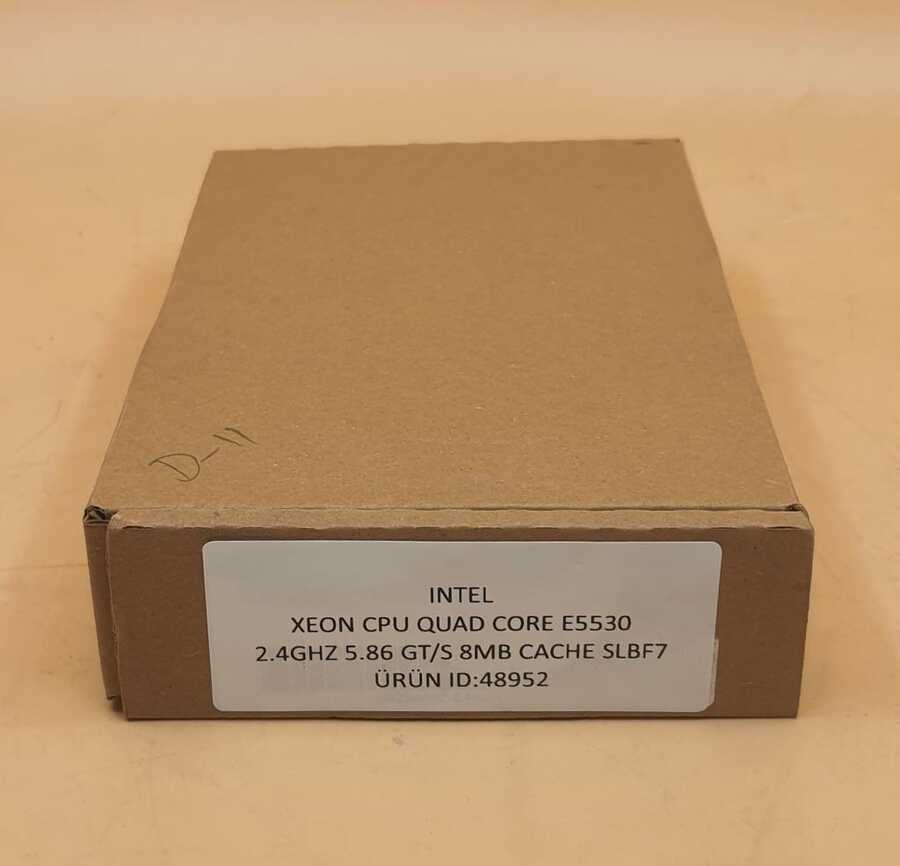 D-11
INTEL
XEON CPU QUAD CORE E5530
2.4GHZ 5.86 GT/S 8MB CACHE SLBF7
ÜRÜN ID:48952